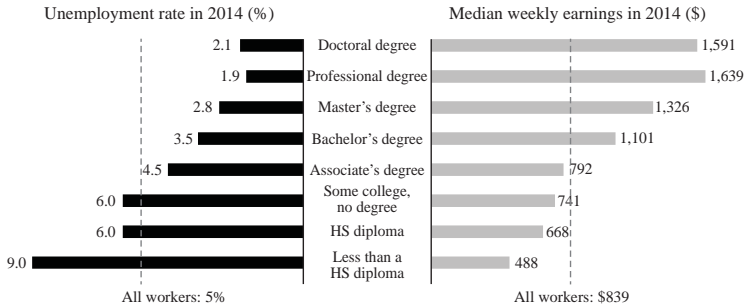 Unemployment rate in 2014 (%)
Median weekly earnings in 2014 ($)
2.1 Doctoral degree 1,591
1.9 Professional degree 1,639
2.8 Master’s degree 1,326
3.5 Bachelor’s degree 1,101
4.5 Associate’s degree 792
6.0 Some college,
no degree 741
6.0 HS diploma 668
9.0 Less than a
HS diploma 488
All workers: 5%
All workers: $839